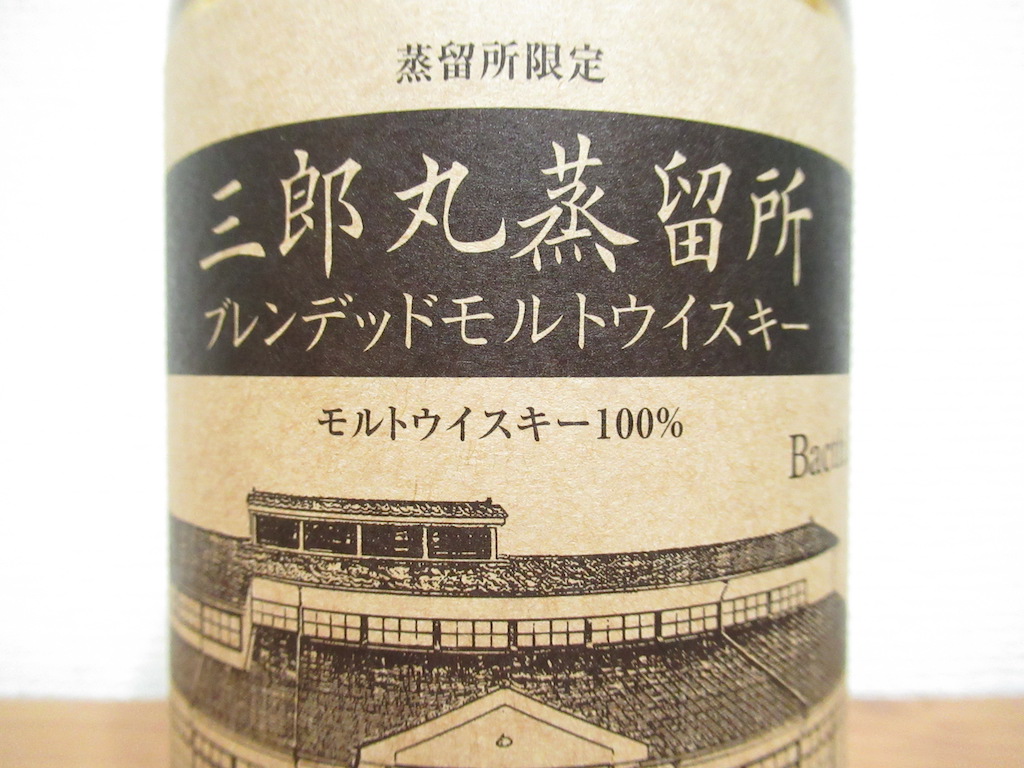 蒸留所限定
三郎丸蒸留所
ブレンデッドモルトウイスキー
モルトウイスキー100%